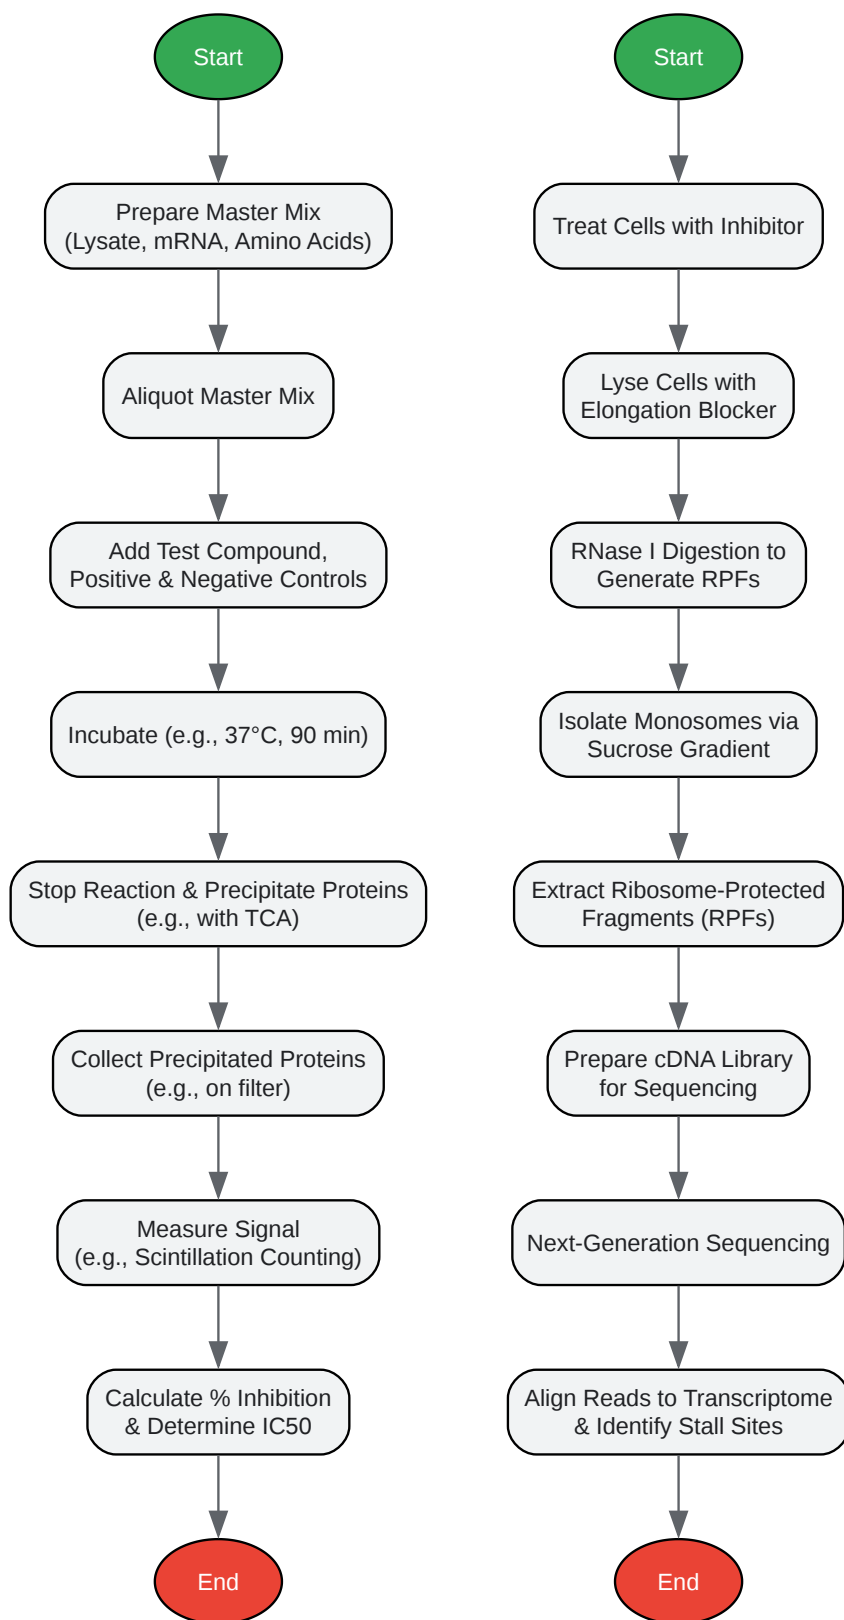 Start
Prepare Master Mix
(Lysate, mRNA, Amino Acids)
Aliquot Master Mix
Add Test Compound,
Positive & Negative Controls
Incubate (e.g., 37°C, 90 min)
Stop Reaction & Precipitate Proteins
(e.g., with TCA)
Collect Precipitated Proteins
(e.g., on filter)
Measure Signal
(e.g., Scintillation Counting)
Calculate % Inhibition
& Determine IC50
End
Start
Treat Cells with Inhibitor
Lyse Cells with
Elongation Blocker
RNase I Digestion to
Generate RPFs
Isolate Monosomes via
Sucrose Gradient
Extract Ribosome-Protected
Fragments (RPFs)
Prepare cDNA Library
for Sequencing
Next-Generation Sequencing
Align Reads to Transcriptome
& Identify Stall Sites
End